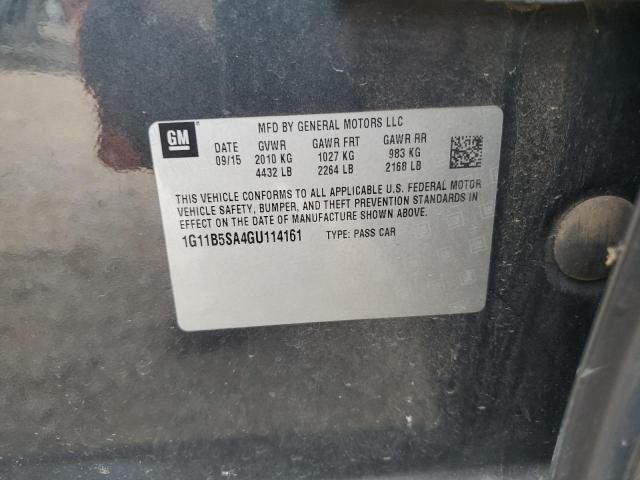 GM
MFD BY GENERAL MOTORS LLC
DATE GVWR GAWR FRT GAWR RR
09/15 2010 KG 1027 KG 983 KG
4432 LB 2264 LB 2168 LB
THIS VEHICLE CONFORMS TO ALL APPLICABLE U.S. FEDERAL MOTOR
VEHICLE SAFETY, BUMPER, AND THEFT PREVENTION STANDARDS IN
EFFECT ON THE DATE OF MANUFACTURE SHOWN ABOVE.
1G11B5SA4GU114161 TYPE: PASS CAR